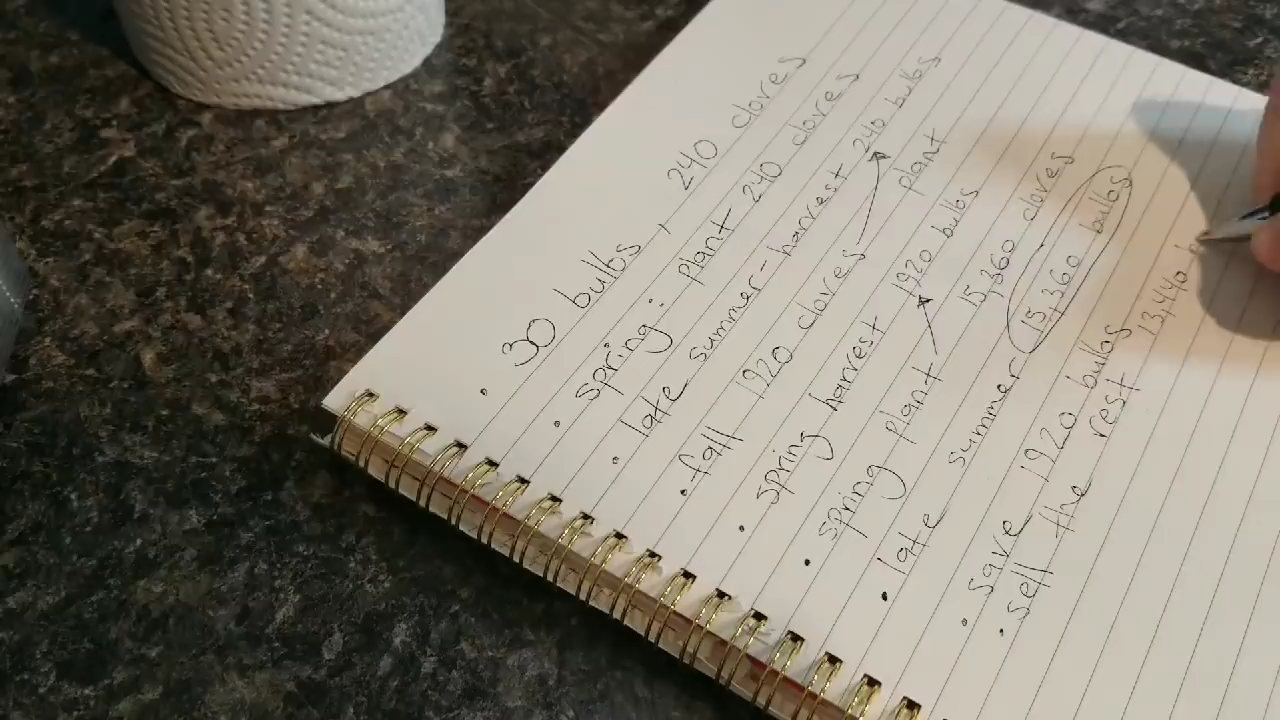 • 30 bulbs, 240 cloves
• spring: plant 240 cloves
• late summer - harvest 240 bulbs
• fall 1920 cloves plant
• spring harvest 1920 bulbs
• spring plant 15,360 cloves
• late summer 15,360 bulbs
• save 1920 bulbs
• sell the rest 13,440 b